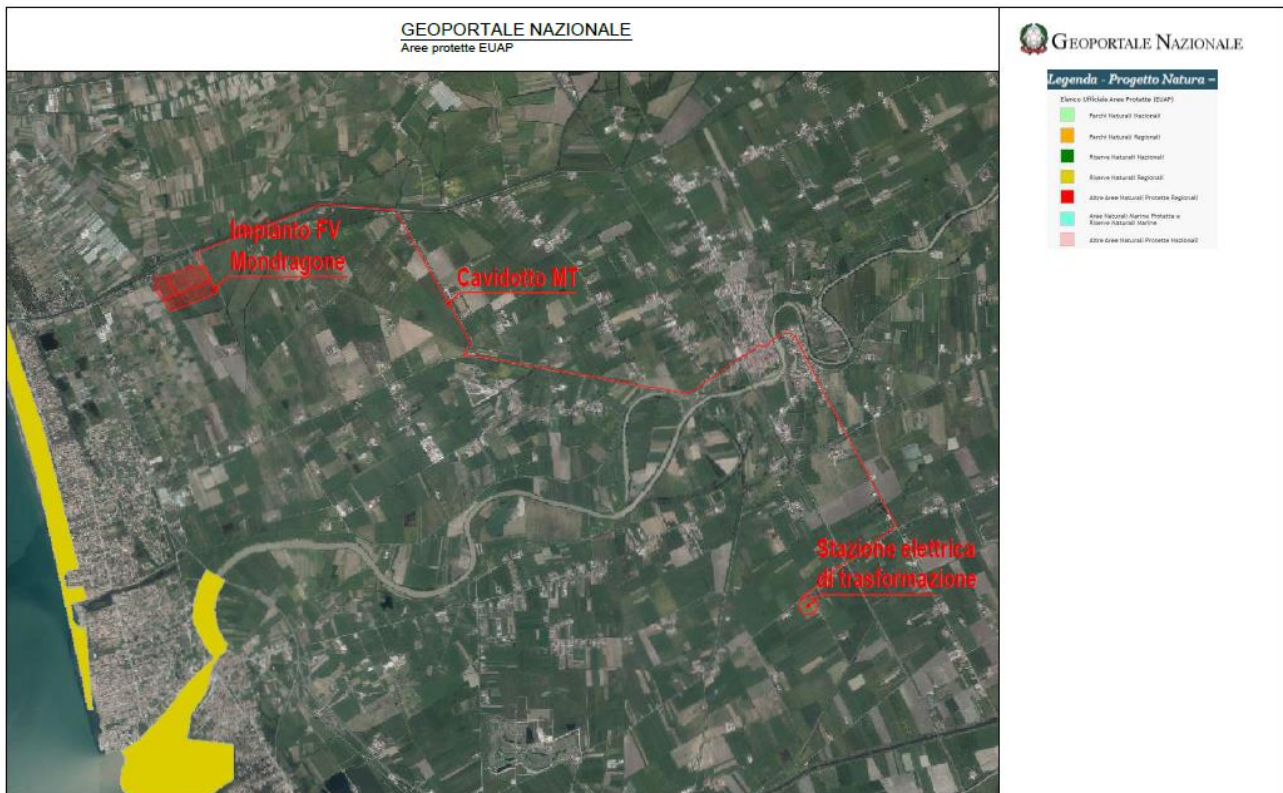 GEOPORTALE NAZIONALE
Aree protette EUAP
GEOPORTALE NAZIONALE
Legenda - Progetto Natura -
Elenco Ufficiale Aree Protette (EUAP)
Parchi Naturali Nazionali
Parchi Naturali Regionali
Riserve Naturali Nazionali
Riserve Naturali Regionali
Altre Aree Naturali Protette Regionali
Aree Naturali Marine Protette e
Riserve Naturali Marine
Altre Aree Naturali Protette Nazionali
Impianto FV
Mondragone
Cavidotto MT
Stazione elettrica
di trasformazione